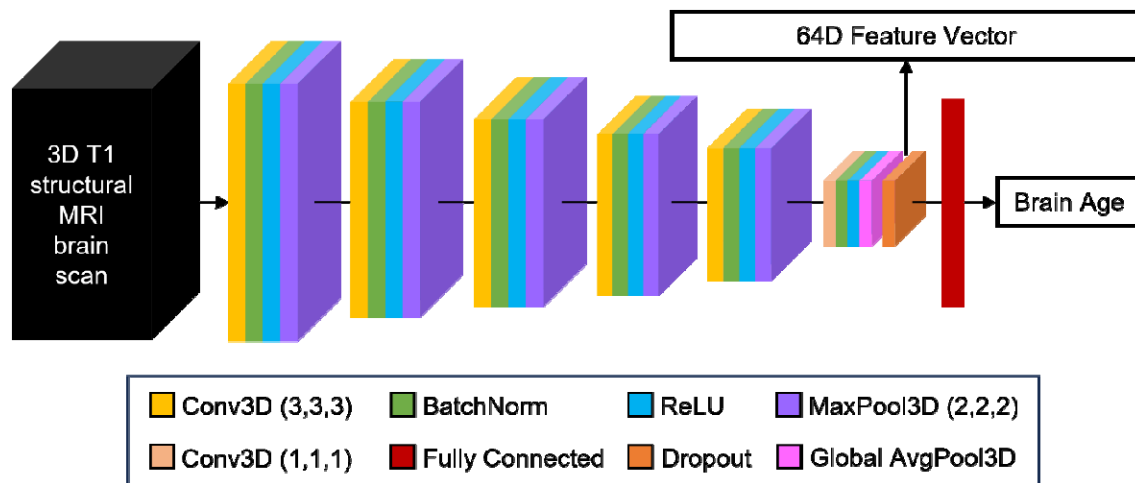 64D Feature Vector
3D T1
structural
MRI
brain
scan
Brain Age
Conv3D (3,3,3)
BatchNorm
ReLU
MaxPool3D (2,2,2)
Conv3D (1,1,1)
Fully Connected
Dropout
Global AvgPool3D